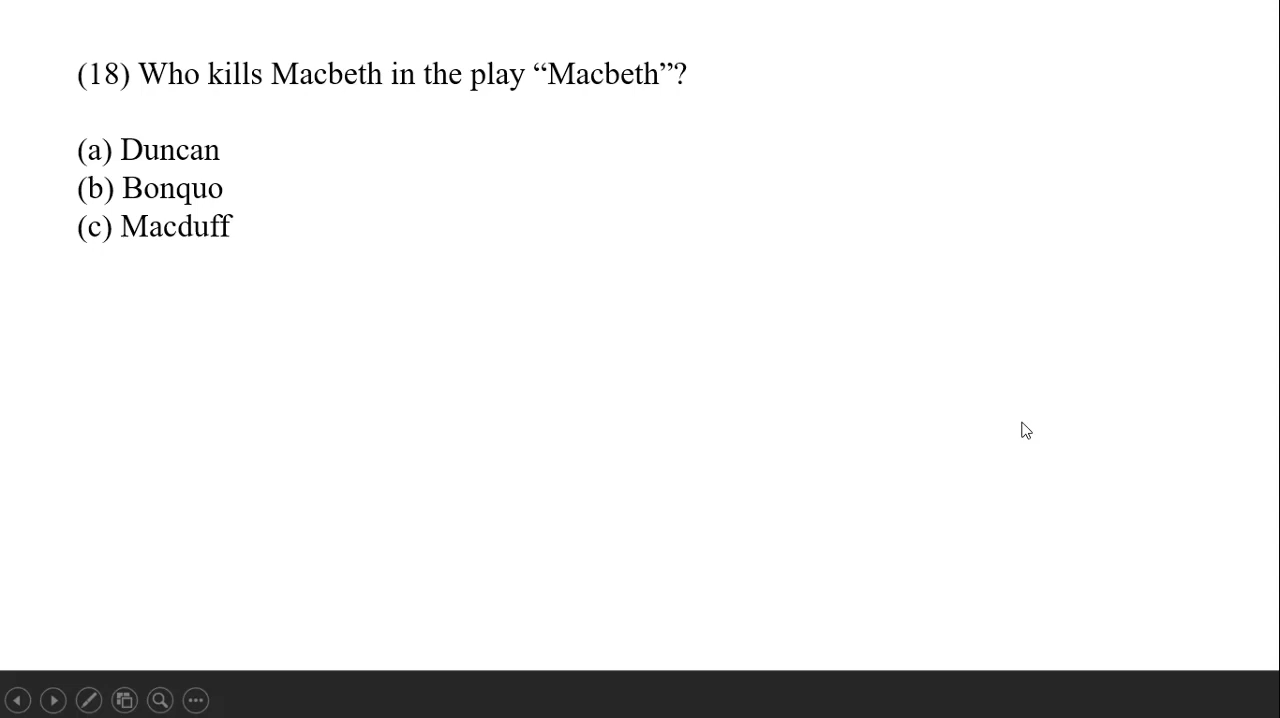 (18) Who kills Macbeth in the play “Macbeth”?
(a) Duncan
(b) Bonquo
(c) Macduff